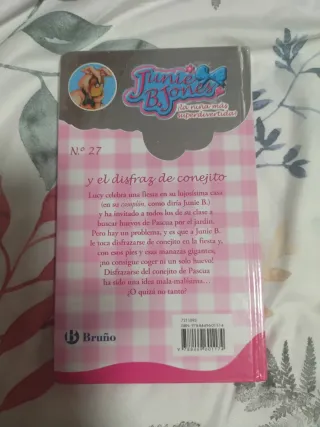 Junie
B. Jones
¡la niña más
superdivertida!
N.º 27
y el disfraz de conejito
Lucy celebra una fiesta en su lujosísima casa
(en su casoplón, como diría Junie B.)
y ha invitado a todos los de su clase a
buscar huevos de Pascua por el jardín.
Pero hay un problema, y es que a Junie B.
le toca disfrazarse de conejito en la fiesta y,
con esos pies y esas manazas gigantes,
¡no consigue coger ni un solo huevo!
Disfrazarse del conejito de Pascua
ha sido una idea mala-malísima...
¿O quizá no tanto?
Bruño